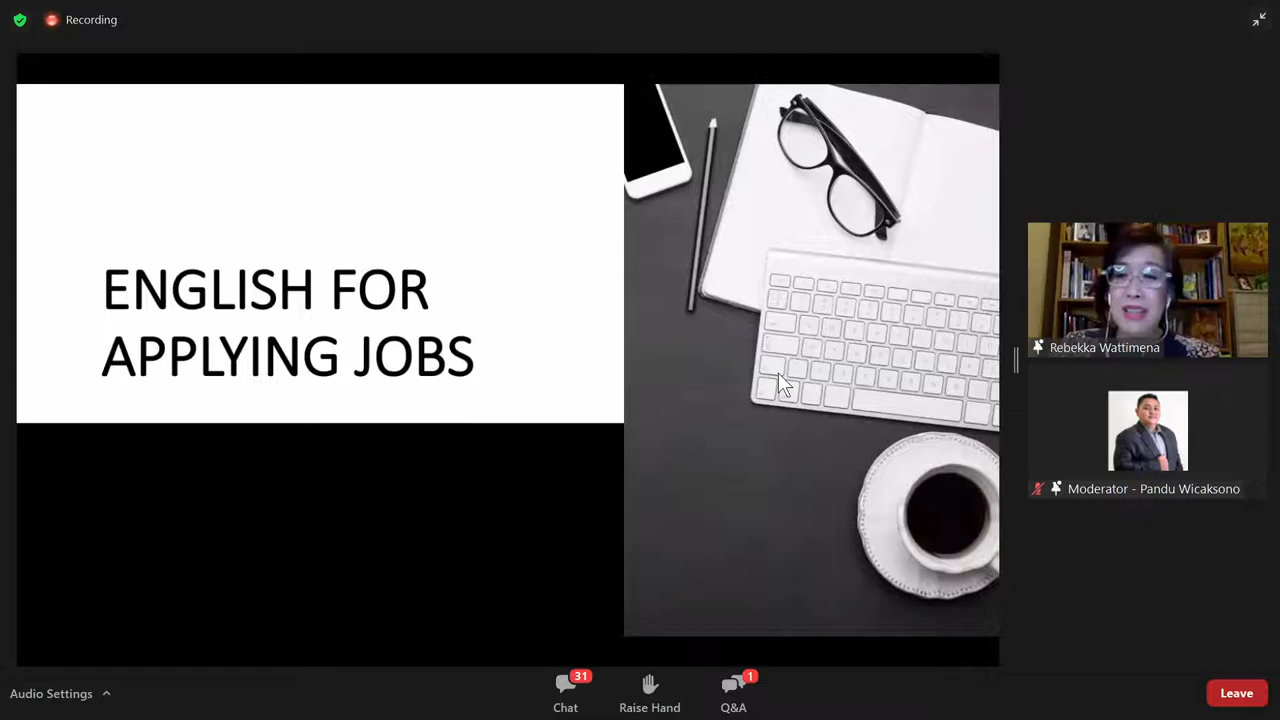 Recording
ENGLISH FOR
APPLYING JOBS
Rebekka Wattimena
Moderator - Pandu Wicaksono
Audio Settings
31
Chat
Raise Hand
1
Q&A
Leave